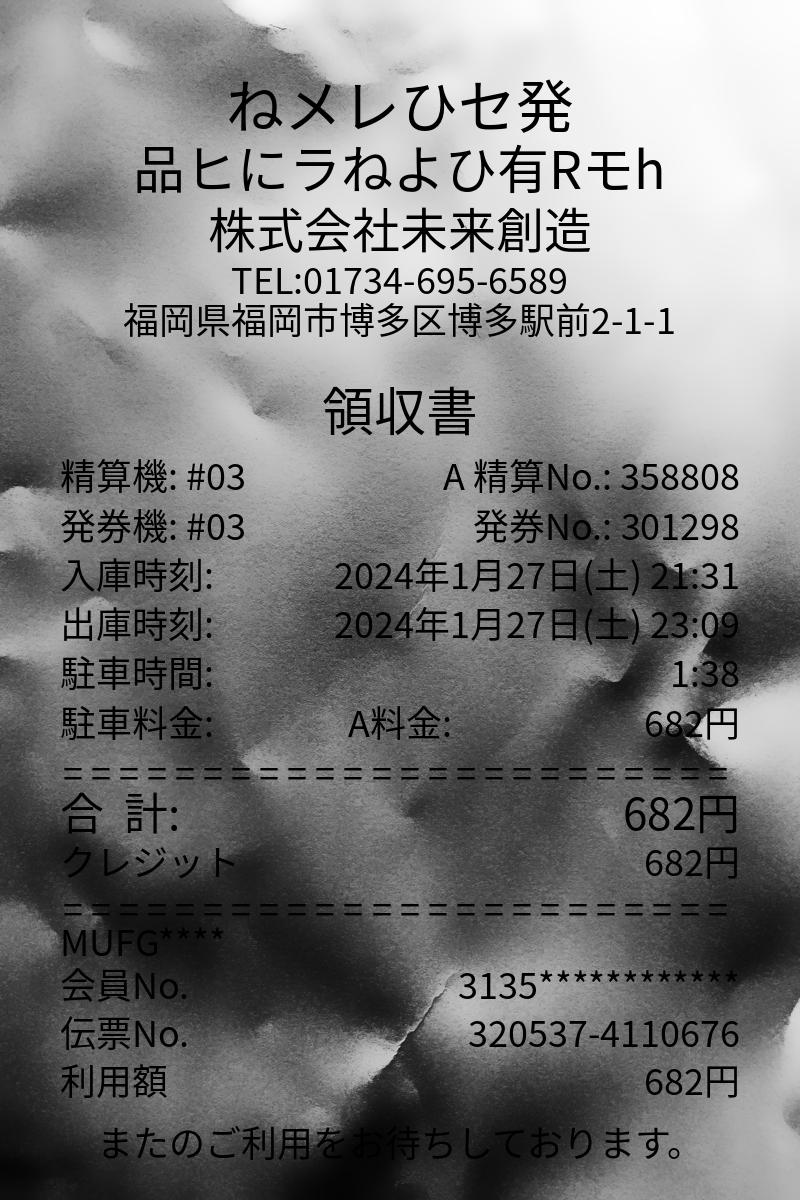 ねメレひセ発
品ヒにラねよひ有Rモh
株式会社未来創造
TEL:01734-695-6589
福岡県福岡市博多区博多駅前2-1-1
領収書
精算機: #03 A 精算No.: 358808
発券機: #03 発券No.: 301298
入庫時刻: 2024年1月27日(土) 21:31
出庫時刻: 2024年1月27日(土) 23:09
駐車時間: 1:38
駐車料金: A料金: 682円
========================
合 計: 682円
クレジット 682円
========================
MUFG****
会員No. 3135************
伝票No. 320537-4110676
利用額 682円
またのご利用をお待ちしております。